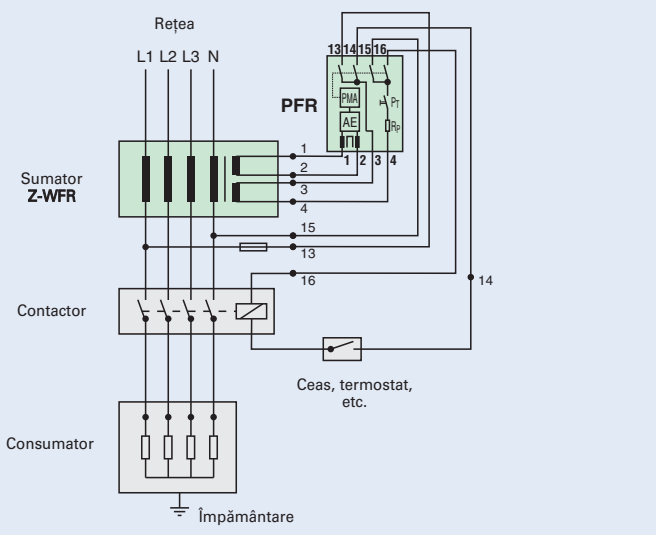 Rețea
L1 L2 L3 N
13 14 15 16
PFR
PMA
PT
AE
RP
1 2 3 4
Sumator
Z-WFR
1
2
3
4
15
13
16
14
Contactor
Ceas, termostat,
etc.
Consumator
Împământare